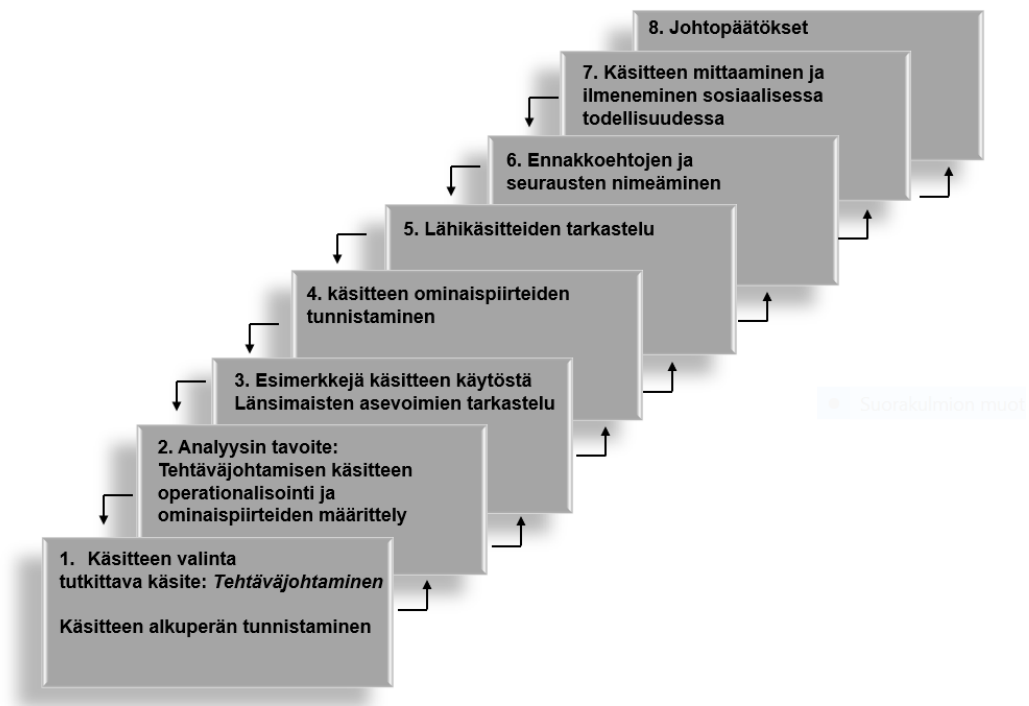 8. Johtopäätökset
7. Käsitteen mittaaminen ja
ilmeneminen sosiaalisessa
todellisuudessa
6. Ennakkoehtojen ja
seurausten nimeäminen
5. Lähikäsitteiden tarkastelu
4. käsitteen ominaispiirteiden
tunnistaminen
3. Esimerkkejä käsitteen käytöstä
Länsimaisten asevoimien tarkastelu
2. Analyysin tavoite:
Tehtäväjohtamisen käsitteen
operationalisointi ja
ominaispiirteiden määrittely
1. Käsitteen valinta
tutkittava käsite: Tehtäväjohtaminen
Käsitteen alkuperän tunnistaminen
Suorakulmion